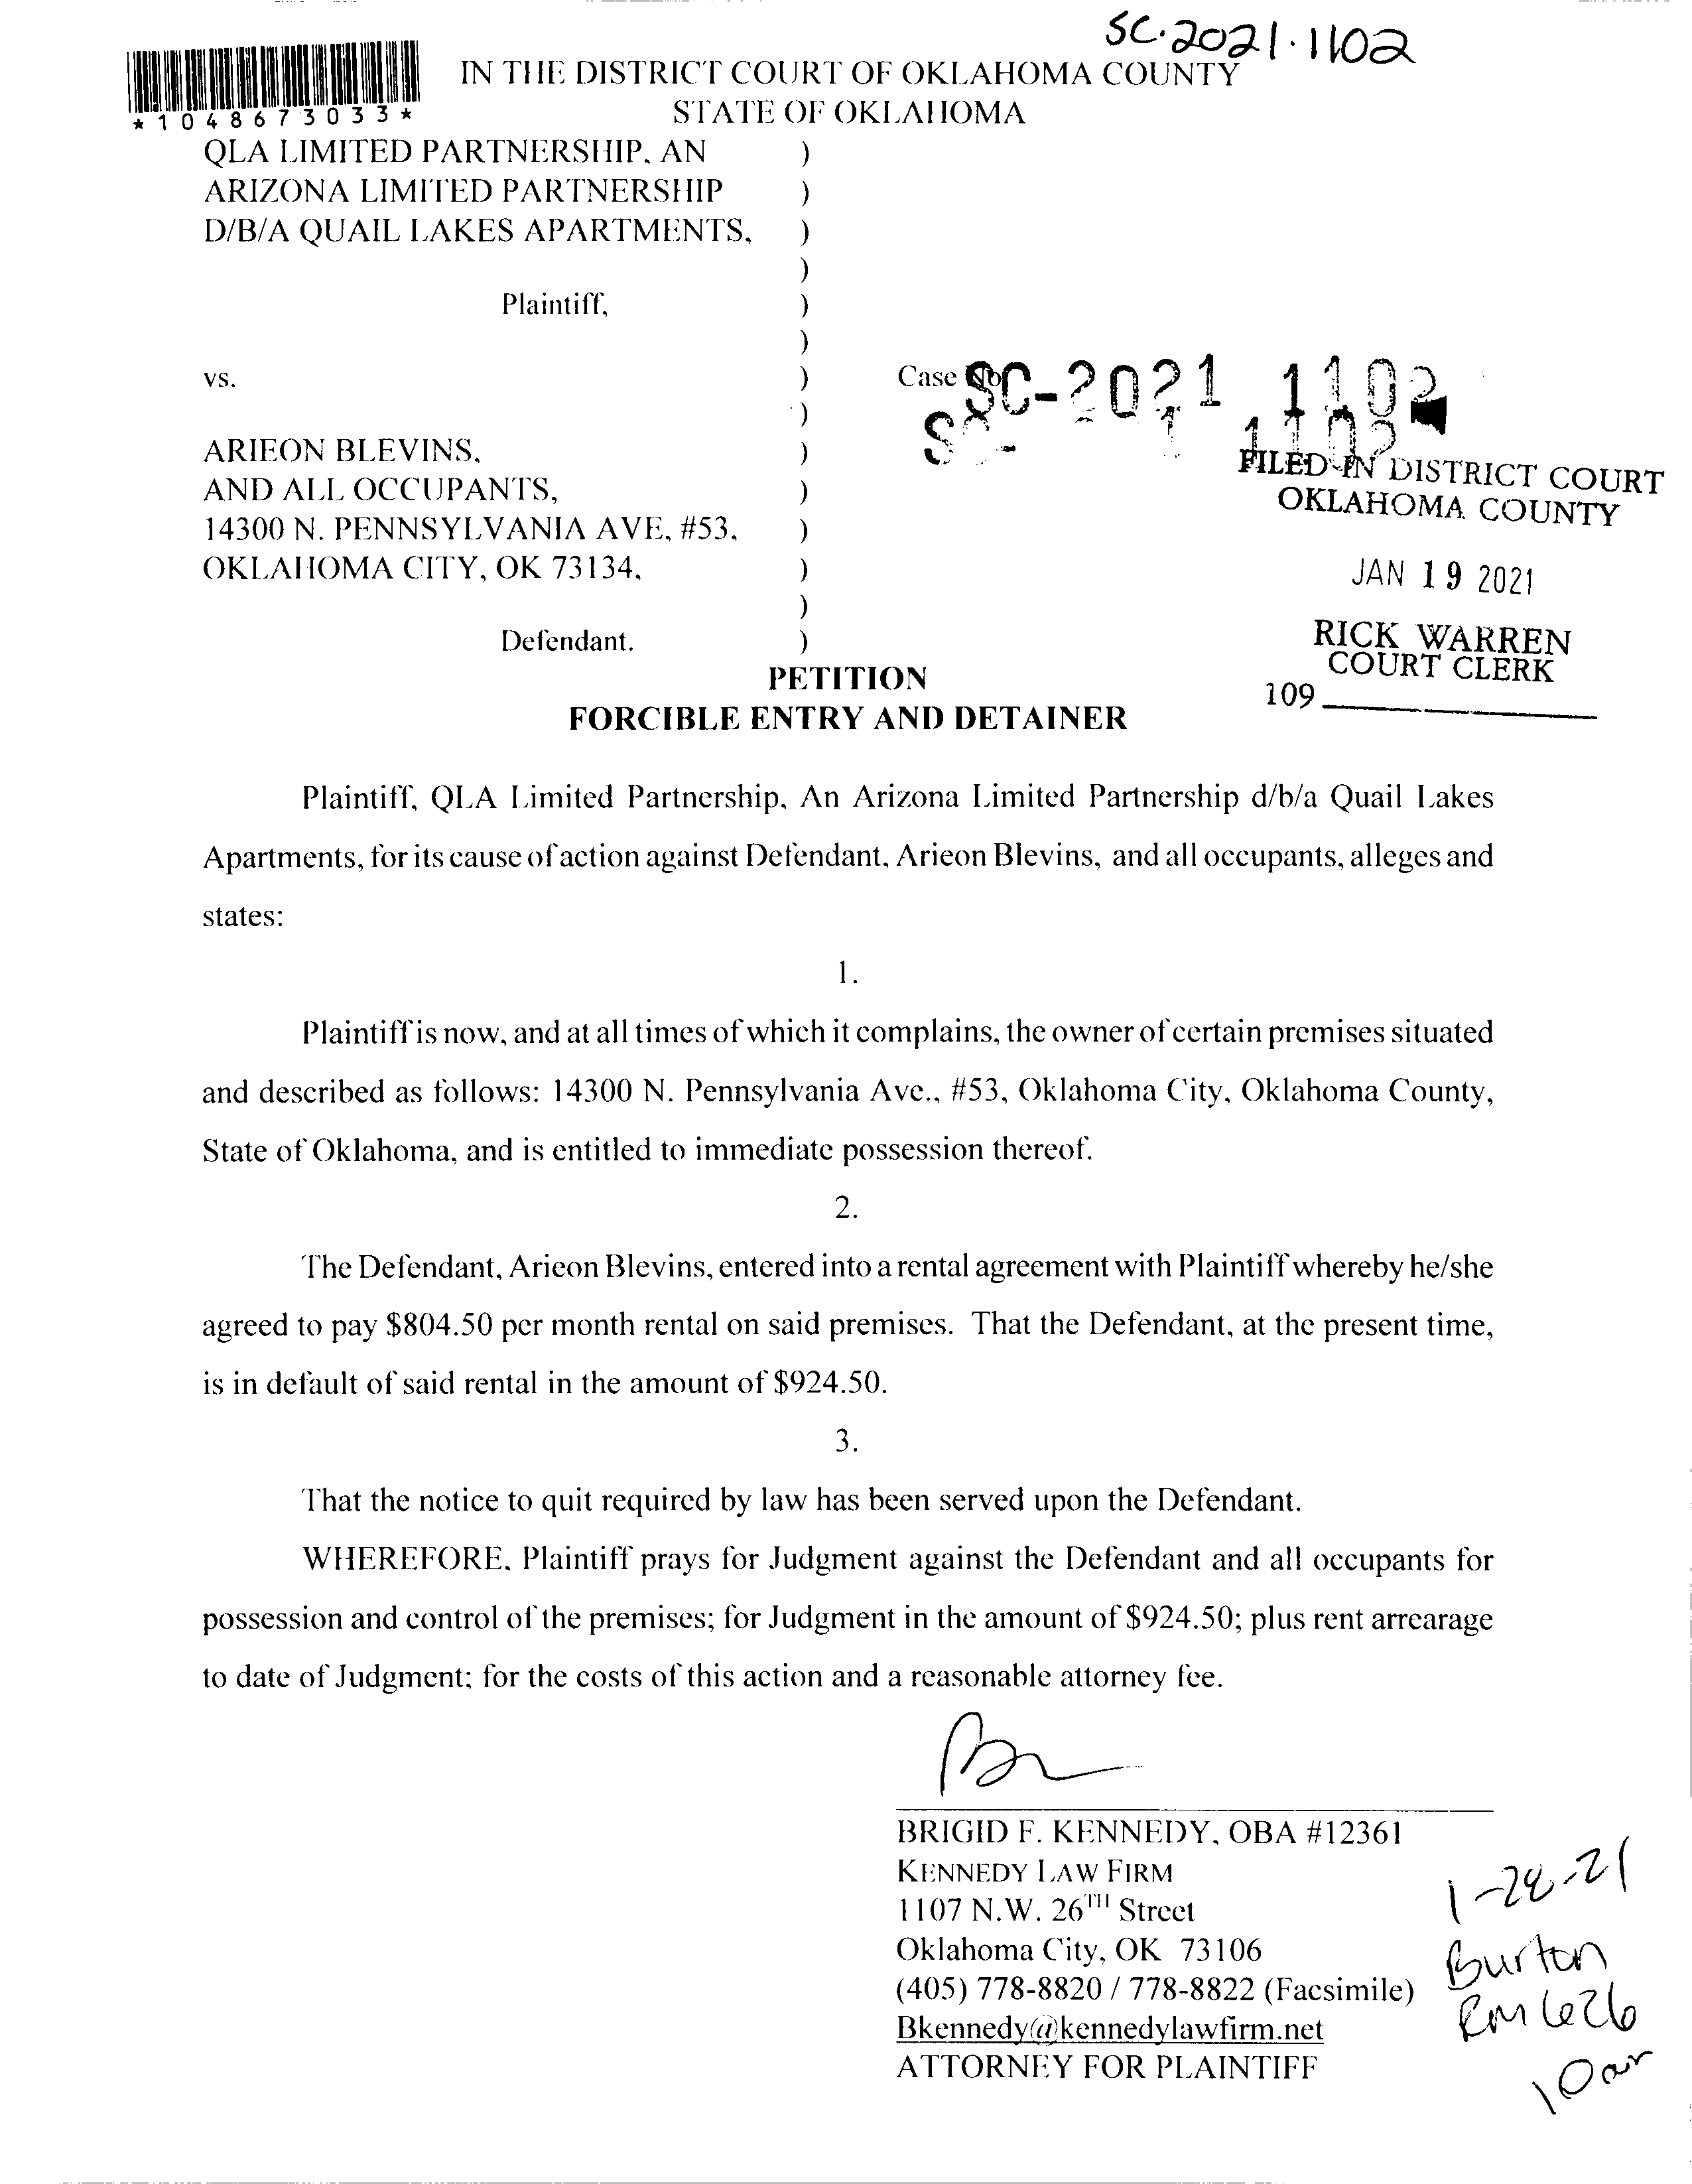 SC.2021.1102
IN THE DISTRICT COURT OF OKLAHOMA COUNTY
STATE OF OKLAHOMA
*1048673033*
QLA LIMITED PARTNERSHIP, AN )
ARIZONA LIMITED PARTNERSHIP )
D/B/A QUAIL LAKES APARTMENTS, )
)
Plaintiff, )
)
vs. ) Case No. SC-2021 1102
)
ARIEON BLEVINS, )
AND ALL OCCUPANTS, )
14300 N. PENNSYLVANIA AVE, #53, )
OKLAHOMA CITY, OK 73134, )
)
Defendant. )
FILED IN DISTRICT COURT
OKLAHOMA COUNTY
JAN 19 2021
RICK WARREN
COURT CLERK
109
PETITION
FORCIBLE ENTRY AND DETAINER
Plaintiff, QLA Limited Partnership, An Arizona Limited Partnership d/b/a Quail Lakes
Apartments, for its cause of action against Defendant, Arieon Blevins, and all occupants, alleges and
states:
1.
Plaintiff is now, and at all times of which it complains, the owner of certain premises situated
and described as follows: 14300 N. Pennsylvania Ave., #53, Oklahoma City, Oklahoma County,
State of Oklahoma, and is entitled to immediate possession thereof.
2.
The Defendant, Arieon Blevins, entered into a rental agreement with Plaintiff whereby he/she
agreed to pay $804.50 per month rental on said premises. That the Defendant, at the present time,
is in default of said rental in the amount of $924.50.
3.
That the notice to quit required by law has been served upon the Defendant.
WHEREFORE, Plaintiff prays for Judgment against the Defendant and all occupants for
possession and control of the premises; for Judgment in the amount of $924.50; plus rent arrearage
to date of Judgment; for the costs of this action and a reasonable attorney fee.
BRIGID F. KENNEDY, OBA #12361
KENNEDY LAW FIRM
1107 N.W. 26TH Street
Oklahoma City, OK 73106
(405) 778-8820 / 778-8822 (Facsimile)
Bkennedy@kennedylawfirm.net
ATTORNEY FOR PLAINTIFF
Burton
Rm 626
10am